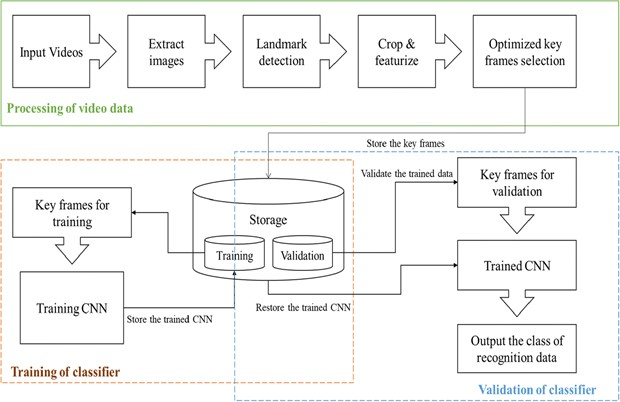 Input Videos
Extract
images
Landmark
detection
Crop &
featurize
Optimized key
frames selection
Processing of video data
Store the key frames
Validate the trained data
Key frames for
training
Storage
Training
Validation
Key frames for
validation
Training CNN
Store the trained CNN
Restore the trained CNN
Trained CNN
Output the class of
recognition data
Training of classifier
Validation of classifier